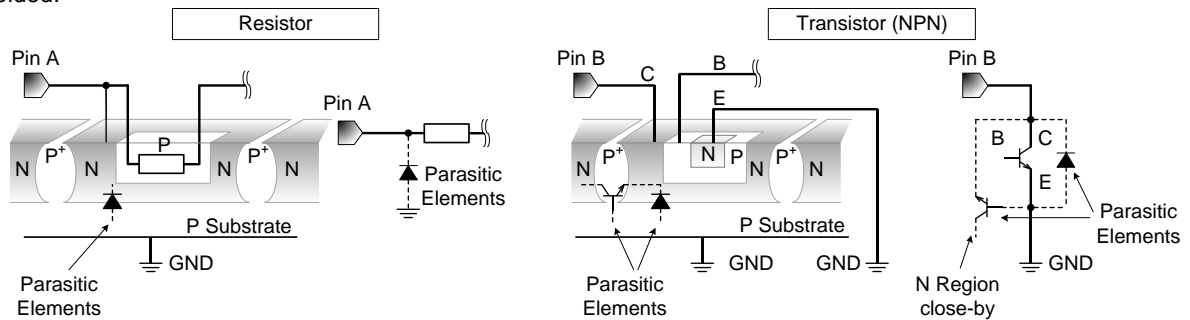 Resistor
Pin A
P
N
P+
N
P+
N
N
P Substrate
GND
Parasitic
Elements
Pin A
Parasitic
Elements
Transistor (NPN)
Pin B
C
B
E
N
P+
N
N
P
P+
N
P Substrate
GND
GND
Parasitic
Elements
Pin B
B
C
E
Parasitic
Elements
GND
N Region
close-by